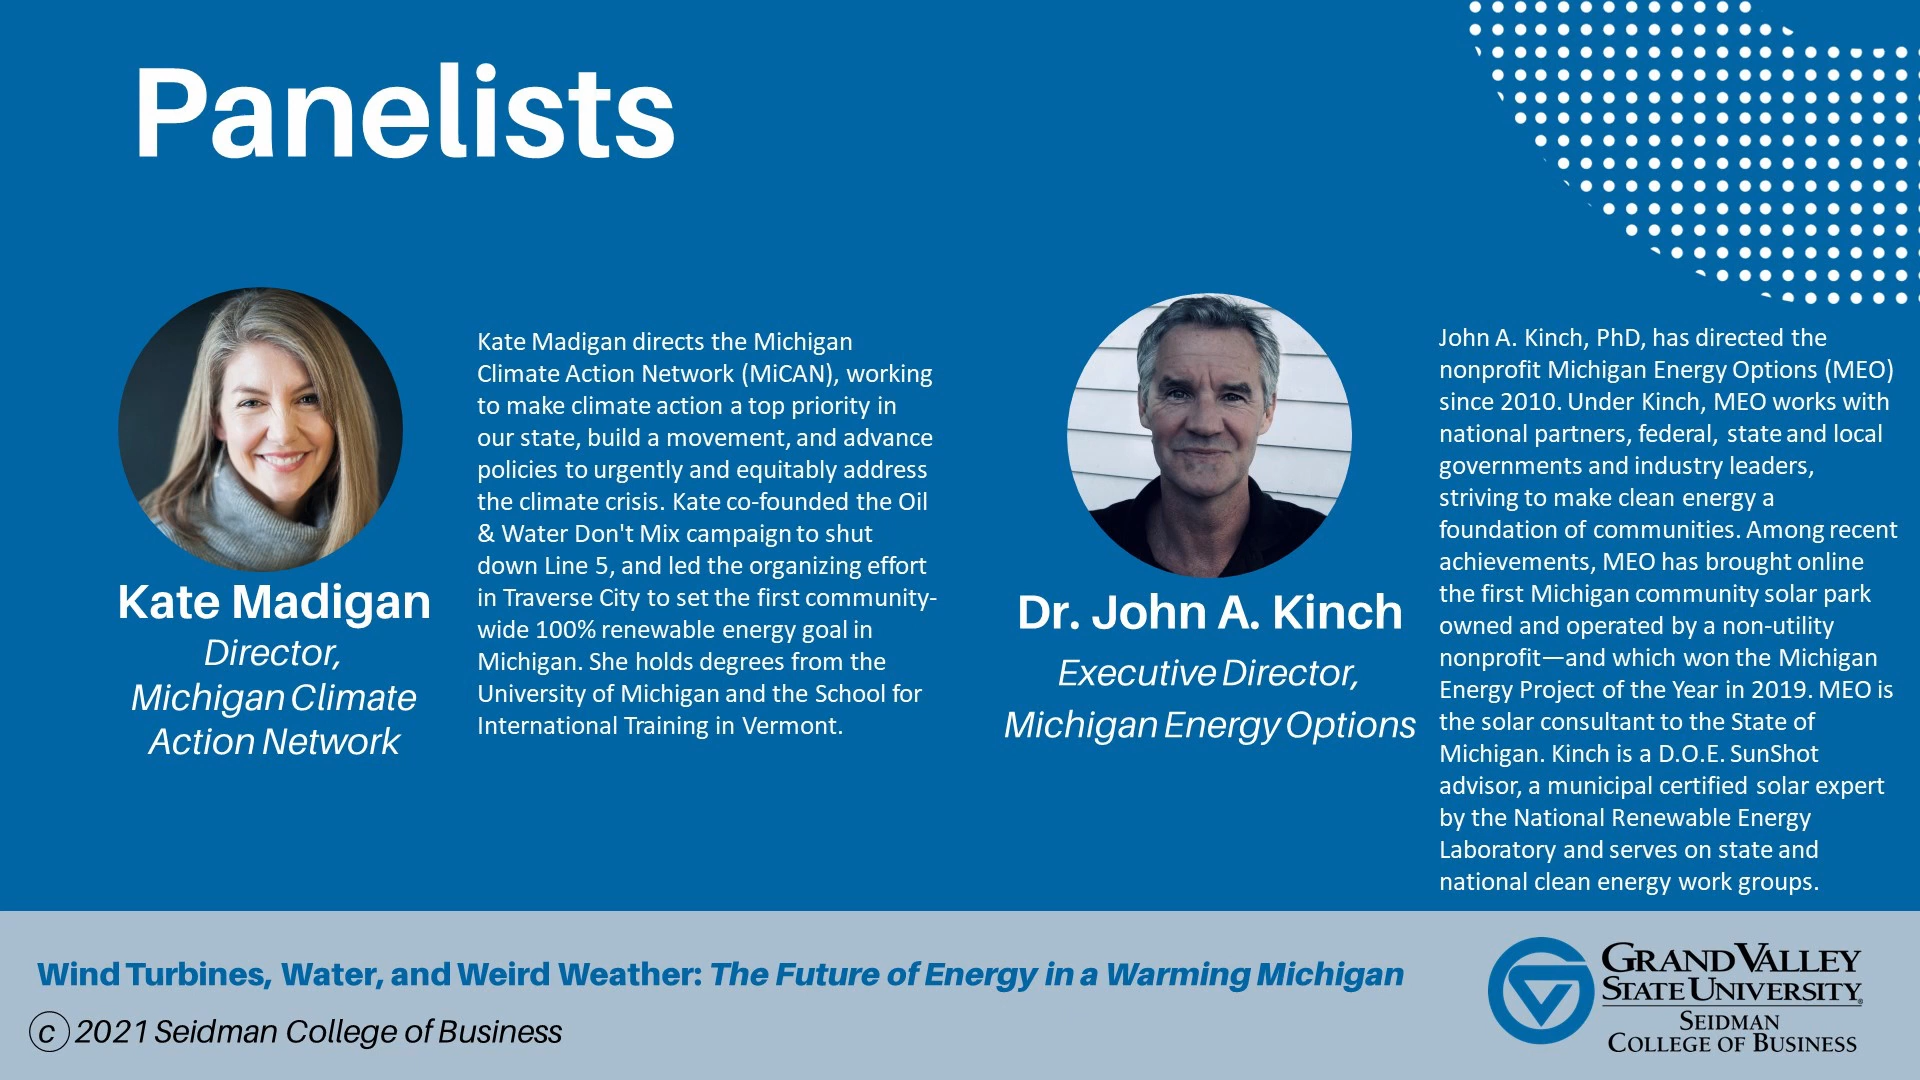 Panelists
Kate Madigan
Director,
Michigan Climate
Action Network
Kate Madigan directs the Michigan
Climate Action Network (MiCAN), working
to make climate action a top priority in
our state, build a movement, and advance
policies to urgently and equitably address
the climate crisis. Kate co-founded the Oil
& Water Don't Mix campaign to shut
down Line 5, and led the organizing effort
in Traverse City to set the first community-
wide 100% renewable energy goal in
Michigan. She holds degrees from the
University of Michigan and the School for
International Training in Vermont.
Dr. John A. Kinch
Executive Director,
Michigan Energy Options
John A. Kinch, PhD, has directed the
nonprofit Michigan Energy Options (MEO)
since 2010. Under Kinch, MEO works with
national partners, federal, state and local
governments and industry leaders,
striving to make clean energy a
foundation of communities. Among recent
achievements, MEO has brought online
the first Michigan community solar park
owned and operated by a non-utility
nonprofit—and which won the Michigan
Energy Project of the Year in 2019. MEO is
the solar consultant to the State of
Michigan. Kinch is a D.O.E. SunShot
advisor, a municipal certified solar expert
by the National Renewable Energy
Laboratory and serves on state and
national clean energy work groups.
Wind Turbines, Water, and Weird Weather: The Future of Energy in a Warming Michigan
©2021 Seidman College of Business
GRAND VALLEY
STATE UNIVERSITY®
SEIDMAN
COLLEGE OF BUSINESS